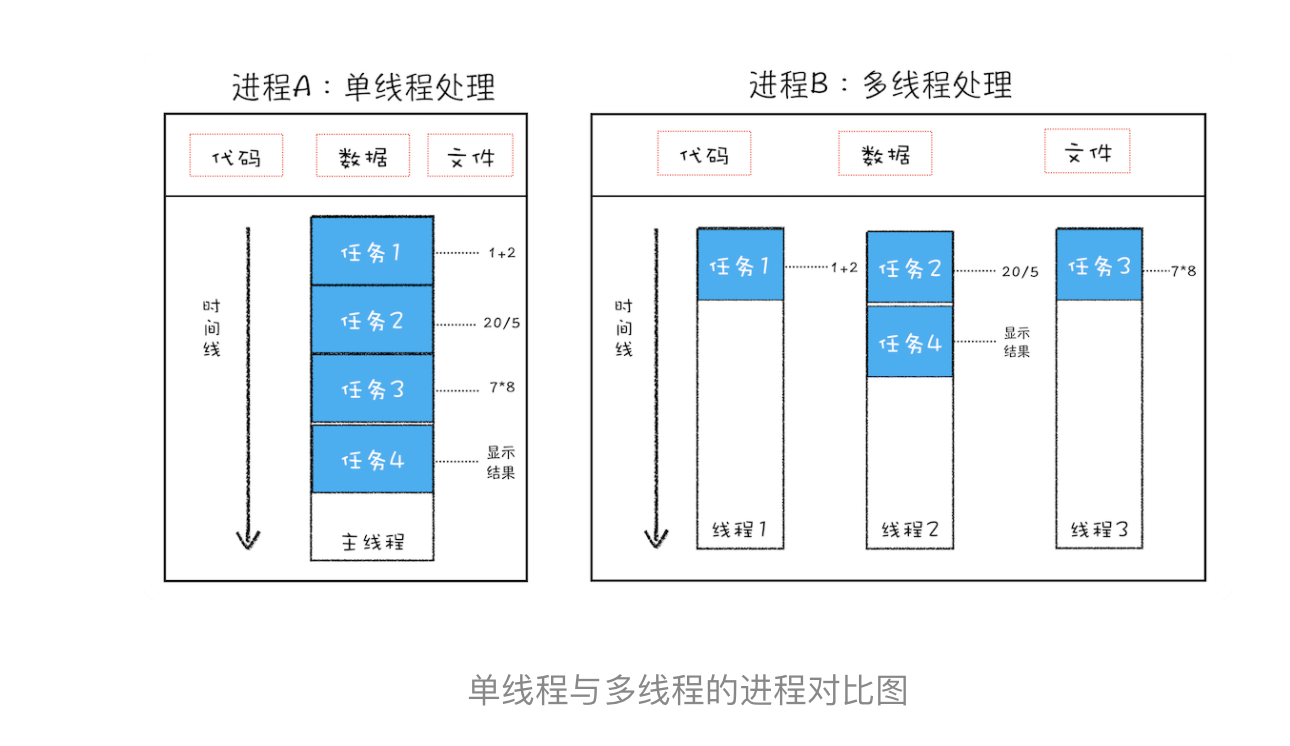 进程A：单线程处理
代码
数据
文件
时
间
线
任务1
1+2
任务2
20/5
任务3
7*8
任务4
显示
结果
主线程
进程B：多线程处理
代码
数据
文件
时
间
线
任务1
1+2
任务2
20/5
任务3
7*8
任务4
显示
结果
线程1
线程2
线程3
单线程与多线程的进程对比图